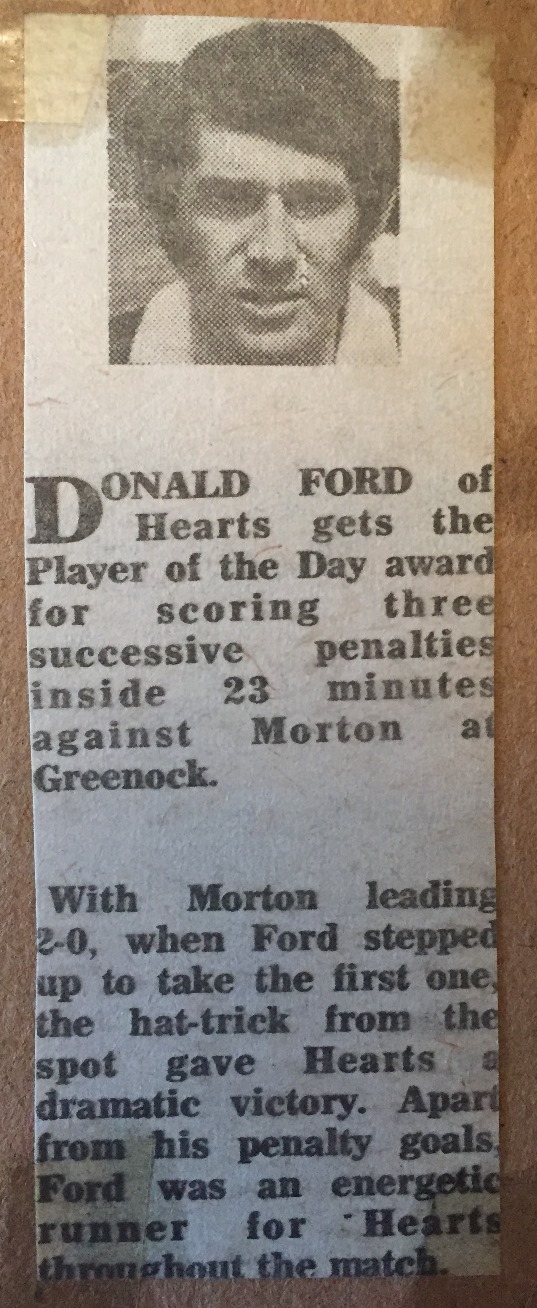 DONALD FORD of
Hearts gets the
Player of the Day award
for scoring three
successive penalties
inside 23 minutes
against Morton at
Greenock.
With Morton leading
2-0, when Ford stepped
up to take the first one,
the hat-trick from the
spot gave Hearts a
dramatic victory. Apart
from his penalty goals,
Ford was an energetic
runner for Hearts
throughout the match.